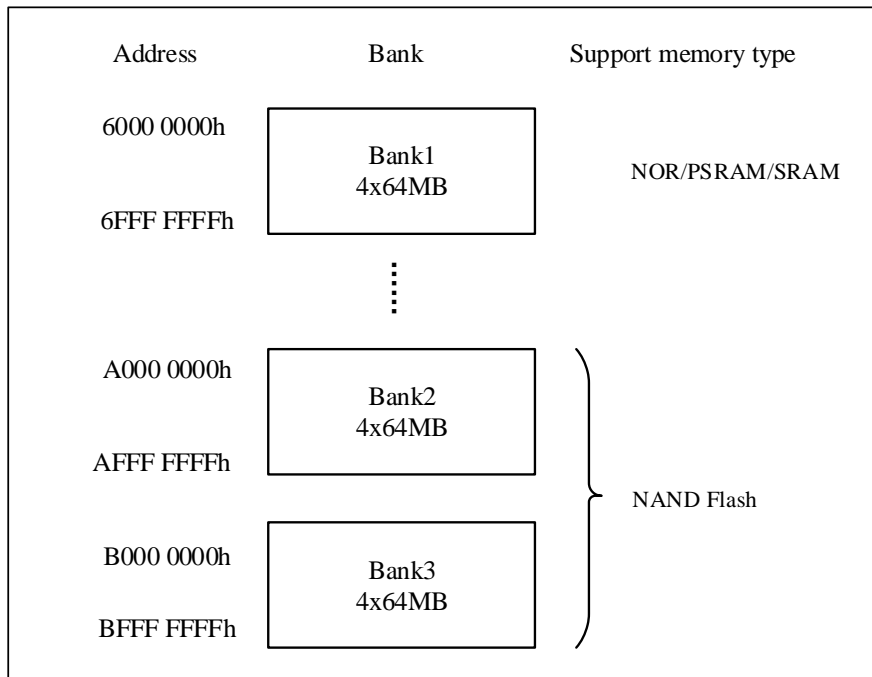 Address Bank Support memory type
6000 0000h
Bank1
4x64MB
NOR/PSRAM/SRAM
6FFF FFFFh
A000 0000h
Bank2
4x64MB
AFFF FFFFh
NAND Flash
B000 0000h
Bank3
4x64MB
BFFF FFFFh